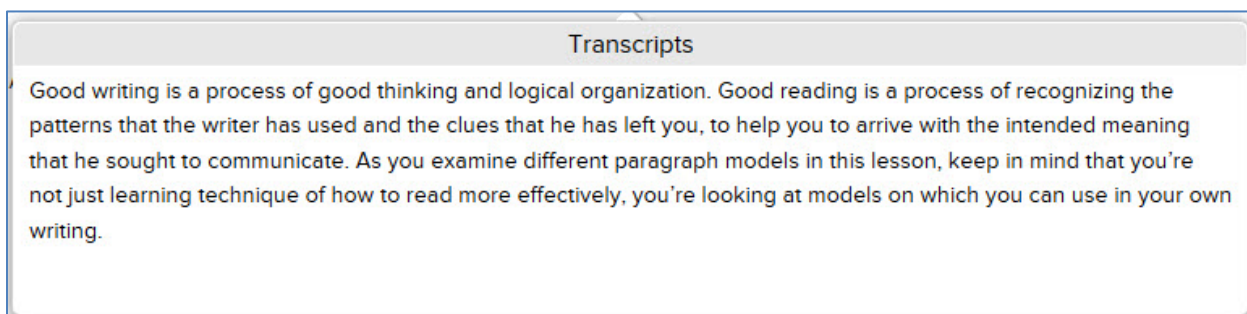 Transcripts
Good writing is a process of good thinking and logical organization. Good reading is a process of recognizing the
patterns that the writer has used and the clues that he has left you, to help you to arrive with the intended meaning
that he sought to communicate. As you examine different paragraph models in this lesson, keep in mind that you’re
not just learning technique of how to read more effectively, you’re looking at models on which you can use in your own
writing.